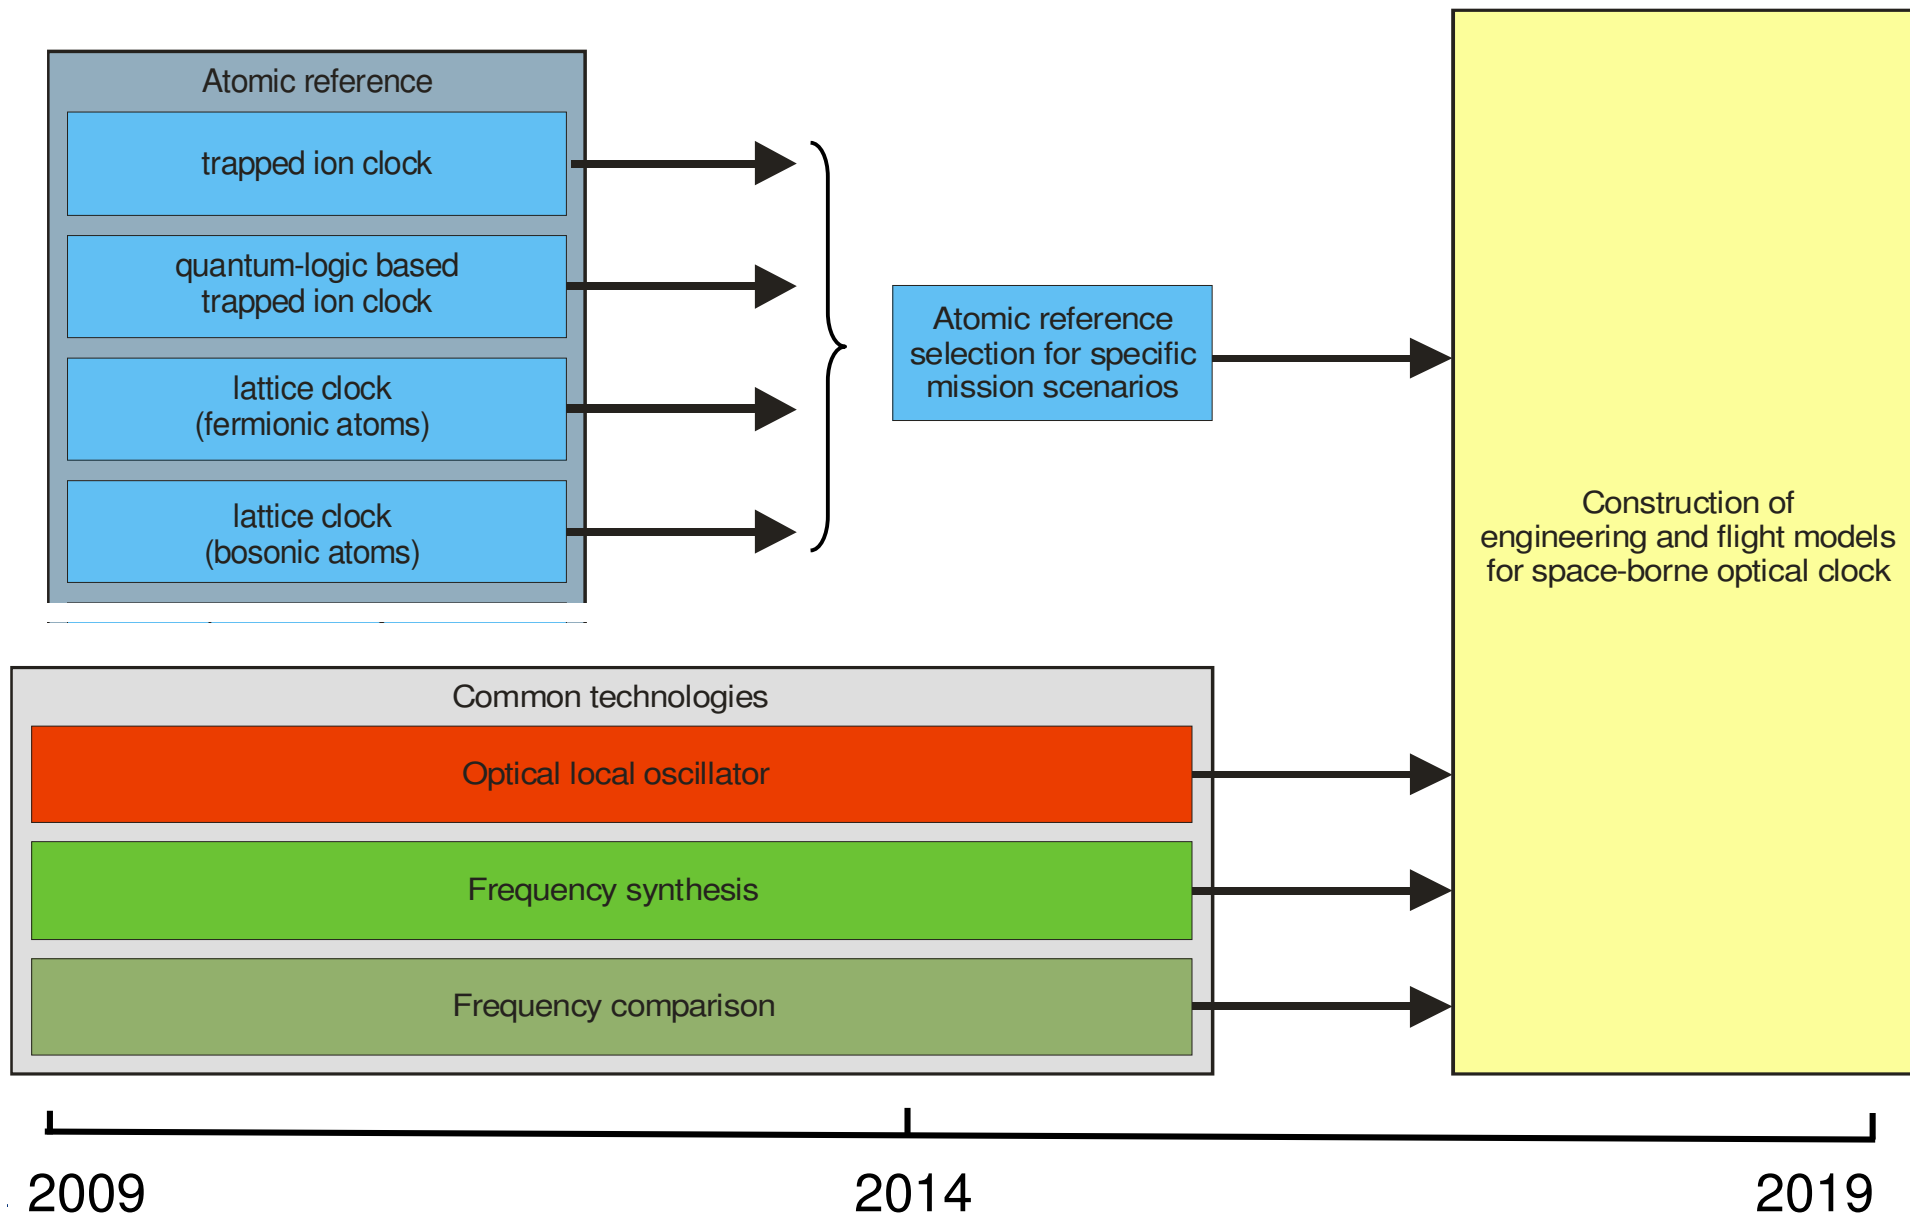 Atomic reference
trapped ion clock
quantum-logic based
trapped ion clock
lattice clock
(fermionic atoms)
lattice clock
(bosonic atoms)
Atomic reference
selection for specific
mission scenarios
Construction of
engineering and flight models
for space-borne optical clock
Common technologies
Optical local oscillator
Frequency synthesis
Frequency comparison
2009
2014
2019